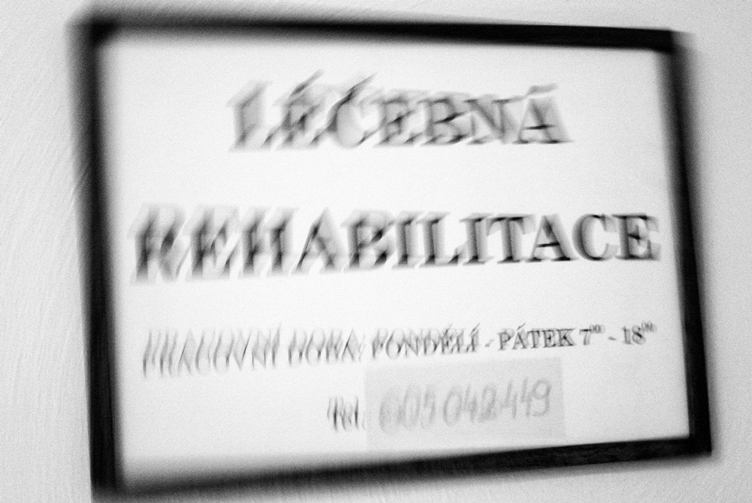 LÉČEBNÁ
REHABILITACE
PRACOVNÍ DOBA: PONDĚLÍ - PÁTEK 7⁰⁰ - 18⁰⁰
Tel. 605 042 449